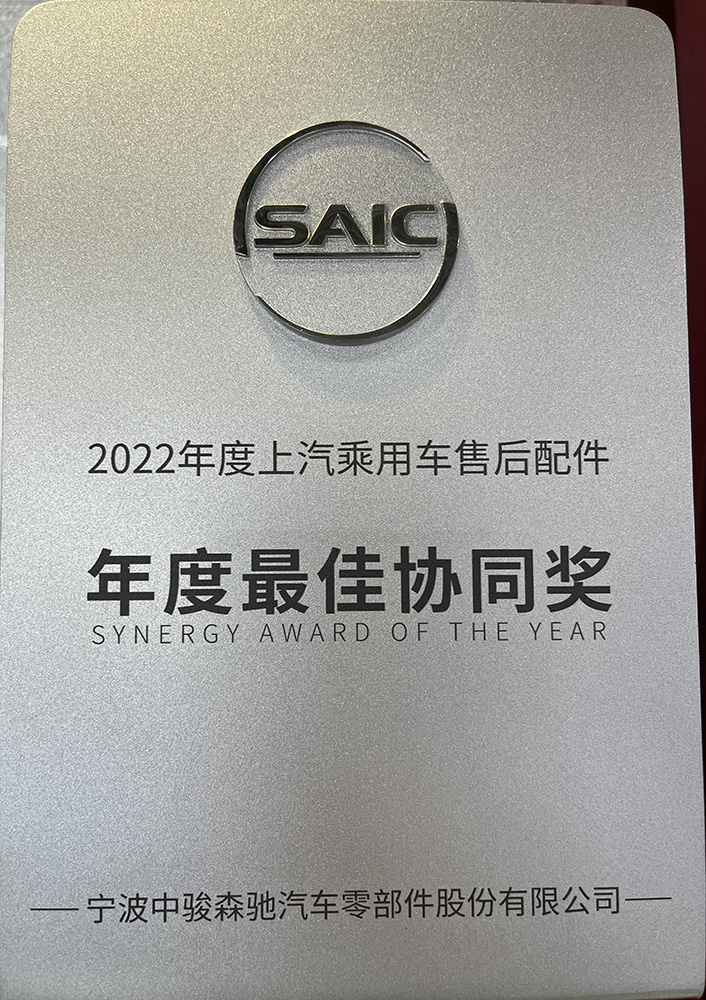 SAIC
2022年度上汽乘用车售后配件
年度最佳协同奖
SYNERGY AWARD OF THE YEAR
宁波中骏森驰汽车零部件股份有限公司